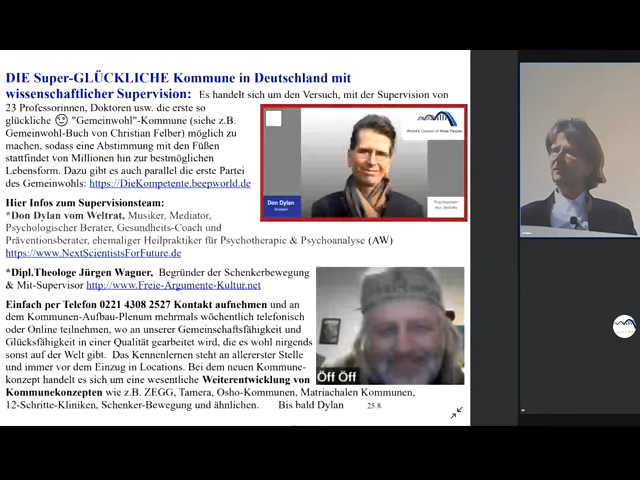 DIE Super-GLÜCKLICHE Kommune in Deutschland mit
wissenschaftlicher Supervision: Es handelt sich um den Versuch, mit der Supervision von
23 Professorinnen, Doktoren usw. die erste so
glückliche 😉 "Gemeinwohl"-Kommune (siehe z.B.
Gemeinwohl-Buch von Christian Felber) möglich zu
machen, sodass eine Abstimmung mit den Füßen
stattfindet von Millionen hin zur bestmöglichen
Lebensform. Dazu gibt es auch parallel die erste Partei
des Gemeinwohls: https://DieKompetente.beepworld.de
World's Council of Wise People
Don Dylan
Hier Infos zum Supervisionsteam:
*Don Dylan vom Weltrat, Musiker, Mediator,
Psychologischer Berater, Gesundheits-Coach und
Präventionsberater, ehemaliger Heilpraktiker für Psychotherapie & Psychoanalyse (AW)
https://www.NextScientistsForFuture.de
*Dipl.Theologe Jürgen Wagner, Begründer der Schenkerbewegung
& Mit-Supervisor http://www.Freie-Argumente-Kultur.net
Einfach per Telefon 0221 4308 2527 Kontakt aufnehmen und an
dem Kommunen-Aufbau-Plenum mehrmals wöchentlich telefonisch
oder Online teilnehmen, wo an unserer Gemeinschaftsfähigkeit und
Glücksfähigkeit in einer Qualität gearbeitet wird, die es wohl nirgends
sonst auf der Welt gibt. Das Kennenlernen steht an allererster Stelle
und immer vor dem Einzug in Locations. Bei dem neuen Kommune-
konzept handelt es sich um eine wesentliche Weiterentwicklung von
Kommunekonzepten wie z.B. ZEGG, Tamera, Osho-Kommunen, Matriachalen Kommunen,
12-Schritte-Kliniken, Schenker-Bewegung und ähnlichen. Bis bald Dylan 25.8.
Öff Öff